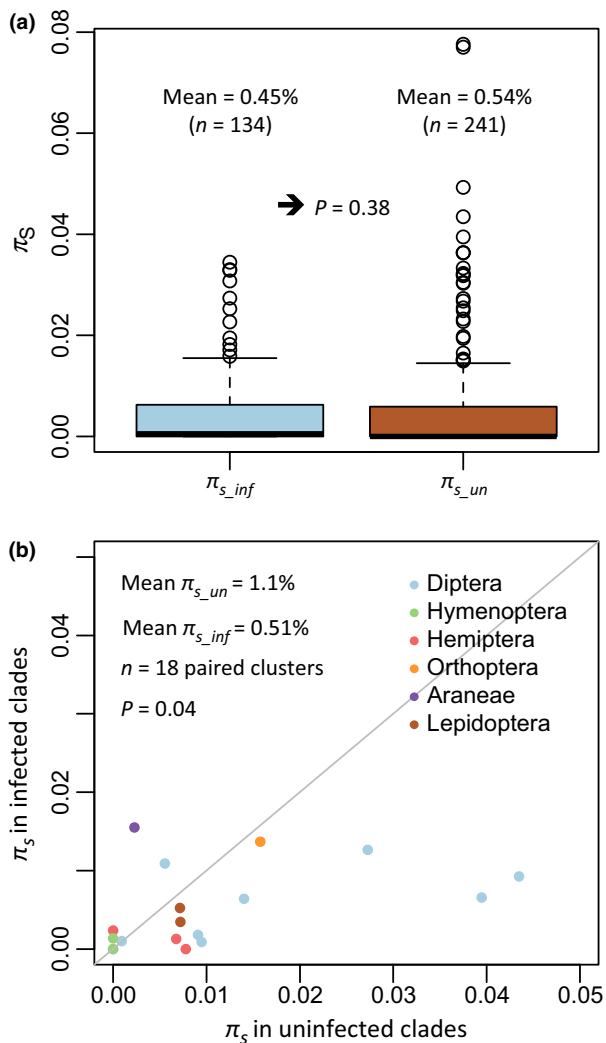 (a)
0.08
0.06
0.04
0.02
0.00
πS
Mean = 0.45%
(n = 134)
Mean = 0.54%
(n = 241)
➔ P = 0.38
πs_inf
πs_un
(b)
Mean πs_un = 1.1%
Mean πs_inf = 0.51%
n = 18 paired clusters
P = 0.04
Diptera
Hymenoptera
Hemiptera
Orthoptera
Araneae
Lepidoptera
πs in infected clades
0.04
0.02
0.00
0.00
0.01
0.02
0.03
0.04
0.05
πs in uninfected clades